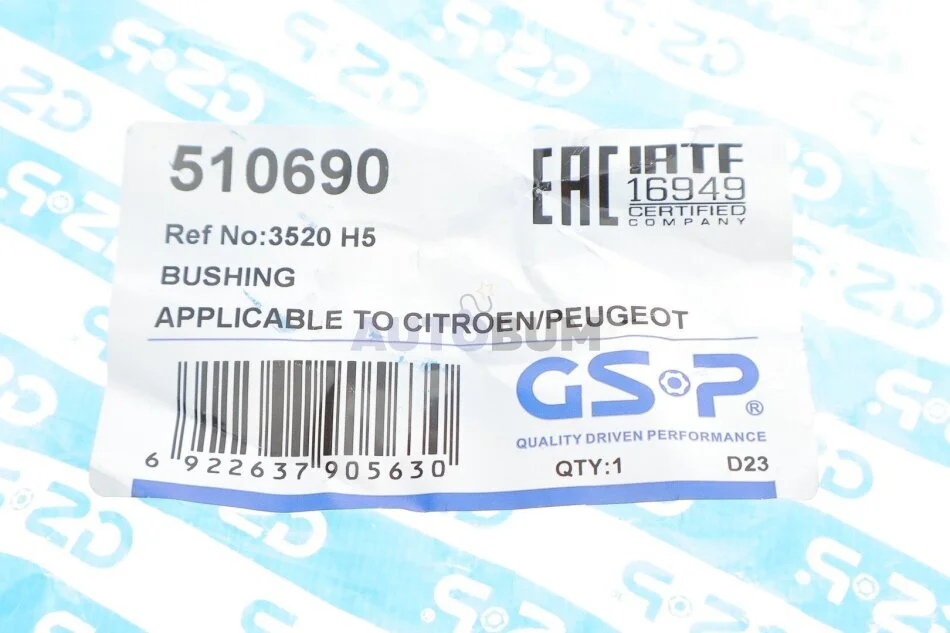 510690
EAC
IATF
16949
CERTIFIED
COMPANY
Ref No:3520 H5
BUSHING
APPLICABLE TO CITROEN/PEUGEOT
AUTOBUM
GSP®
QUALITY DRIVEN PERFORMANCE
6 922637 905630
QTY:1
D23